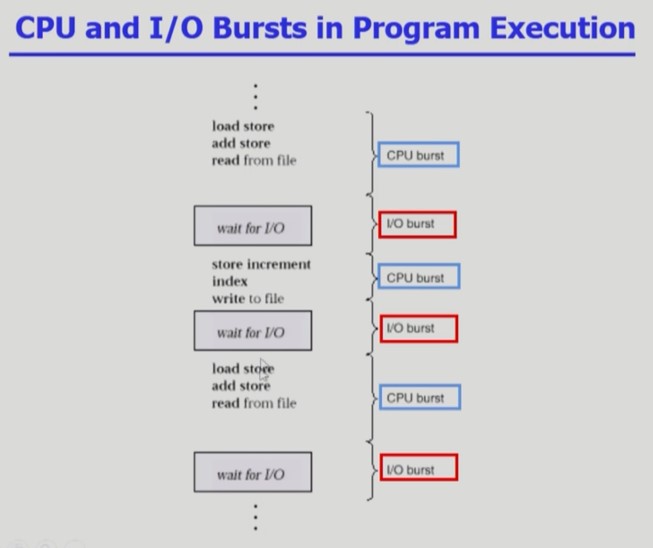 CPU and I/O Bursts in Program Execution
load store
add store
read from file
CPU burst
wait for I/O
I/O burst
store increment
index
write to file
CPU burst
wait for I/O
I/O burst
load store
add store
read from file
CPU burst
wait for I/O
I/O burst